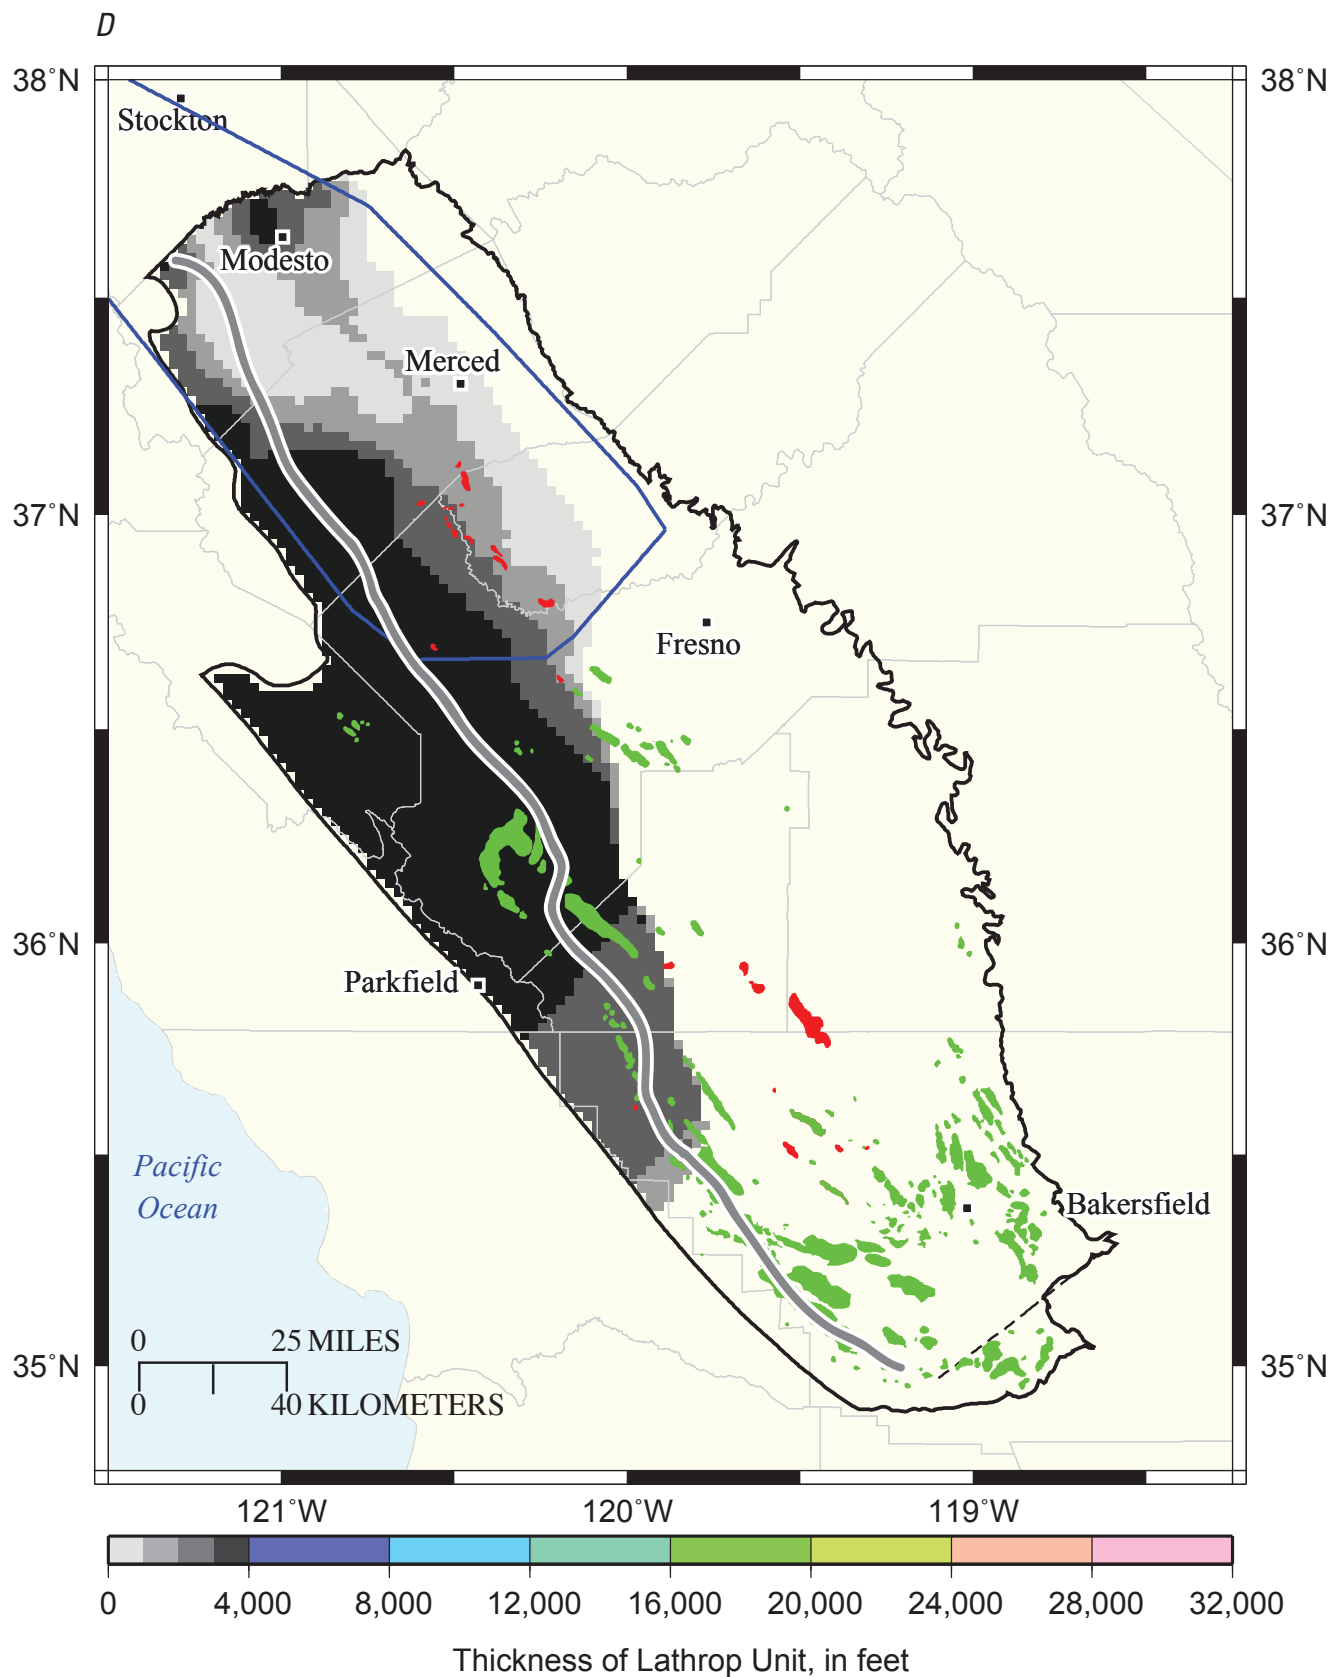 D
38°N 38°N
Stockton
Modesto
Merced
37°N 37°N
Fresno
36°N 36°N
Parkfield
Pacific
Ocean
Bakersfield
0 25 MILES
35°N 35°N
0 40 KILOMETERS
121°W 120°W 119°W
0 4,000 8,000 12,000 16,000 20,000 24,000 28,000 32,000
Thickness of Lathrop Unit, in feet